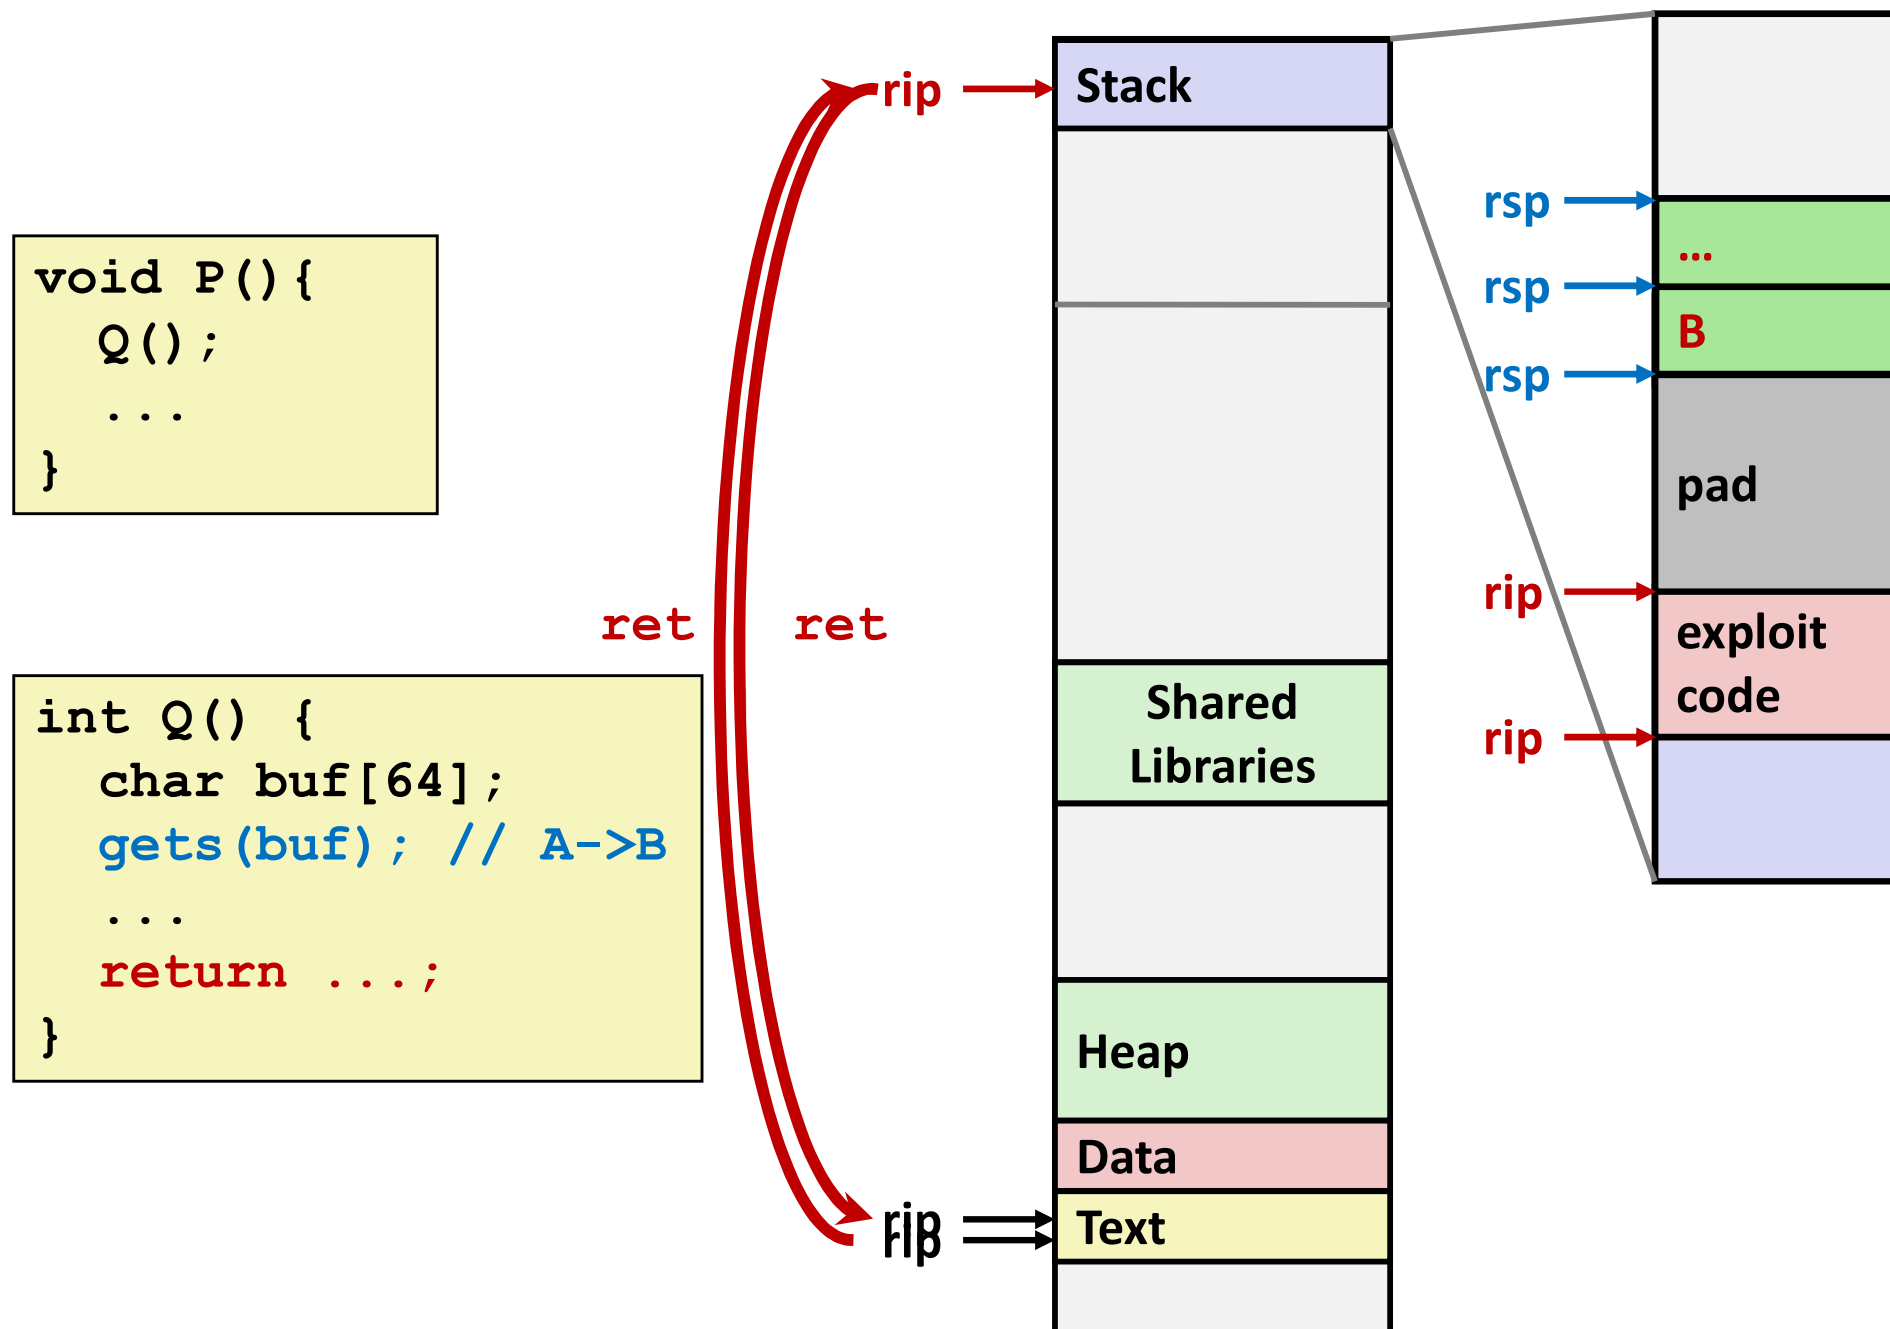 void P(){
  Q();
  ...
}
int Q() {
  char buf[64];
  gets(buf); // A->B
  ...
  return ...;
}
ret
ret
rip
rip
rip
Stack
Shared
Libraries
Heap
Data
Text
rsp
rsp
rsp
rip
rip
...
B
pad
exploit
code